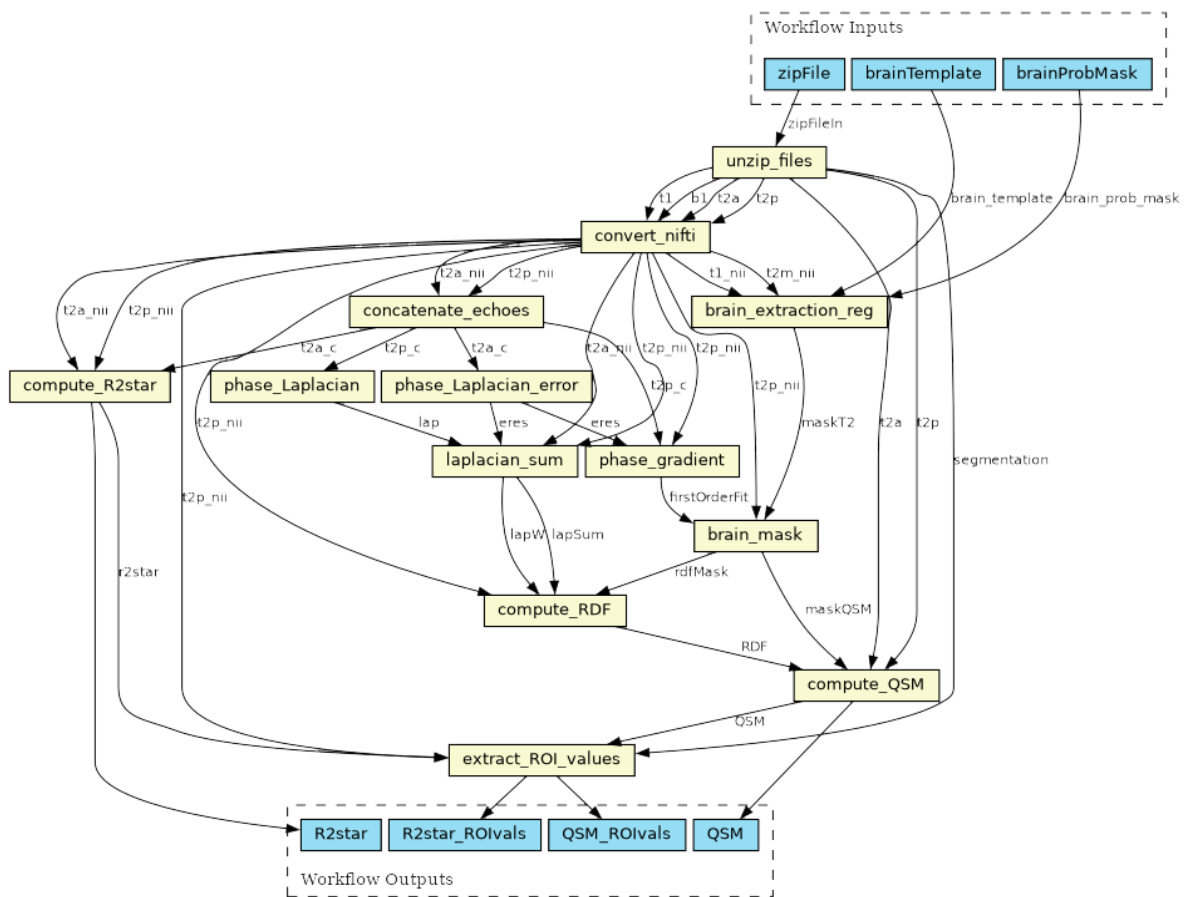 Workflow Inputs
zipFile brainTemplate brainProbMask
zipFileIn
unzip_files
t1 b1 t2a t2p
brain_template brain_prob_mask
convert_nifti
t2a_nii t2p_nii t1_nii t2m_nii
t2a_nii t2p_nii
concatenate_echoes brain_extraction_reg
t2a_c t2p_c t2a_c t2a_nii t2p_nii t2p_nii
compute_R2star phase_Laplacian phase_Laplacian_error t2p_c t2p_nii
t2p_nii lap eres eres maskT2 t2a t2p
laplacian_sum phase_gradient segmentation
t2p_nii firstOrderFit
lapW lapSum brain_mask
r2star rdfMask
compute_RDF maskQSM
RDF
compute_QSM
QSM
extract_ROI_values
R2star R2star_ROIvals QSM_ROIvals QSM
Workflow Outputs